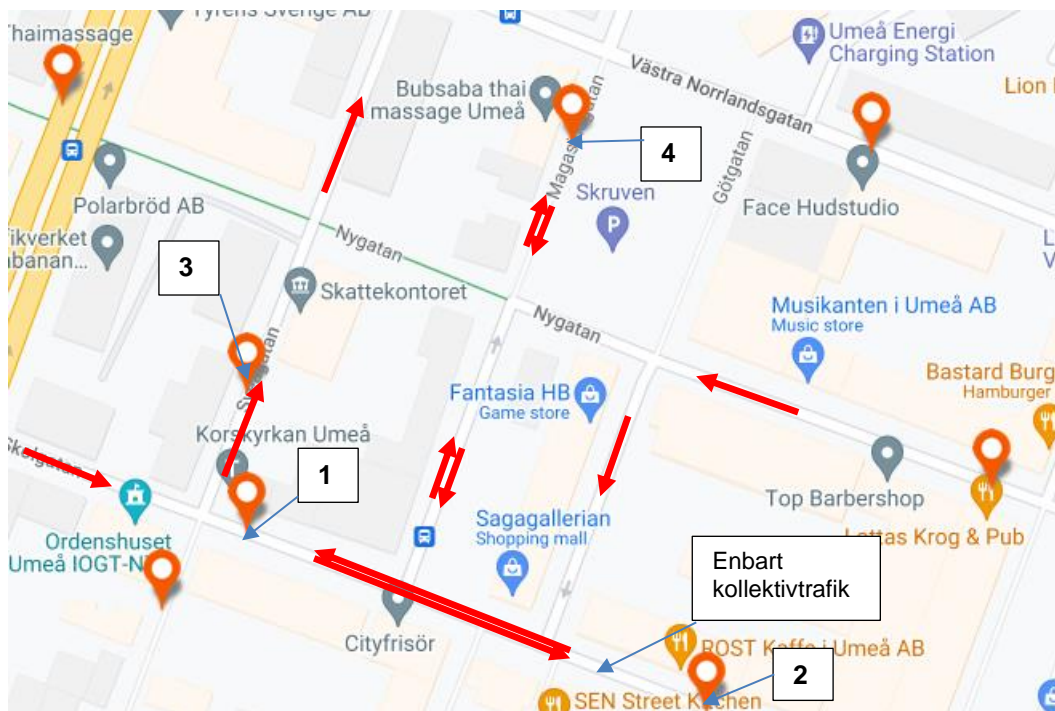 Tyréns Sverige AB
Thaimassage
Umeå Energi
Charging Station
Bubsaba thai
massage Umeå
Västra Norrlandsgatan
Lion
4
Götgatan
Skruven
P
Face Hudstudio
Polarbröd AB
Nygatan
3
Skattekontoret
Musikanten i Umeå AB
Music store
Nygatan
Fantasia HB
Game store
Bastard Burg
Hamburger
Korskyrkan Umeå
Skolgatan
1
Top Barbershop
Ordenshuset
Umeå IOGT-N
Sagagallerian
Shopping mall
Lottas Krog & Pub
Enbart
kollektivtrafik
Cityfrisör
ROST Kaffe i Umeå AB
2
SEN Street Kitchen